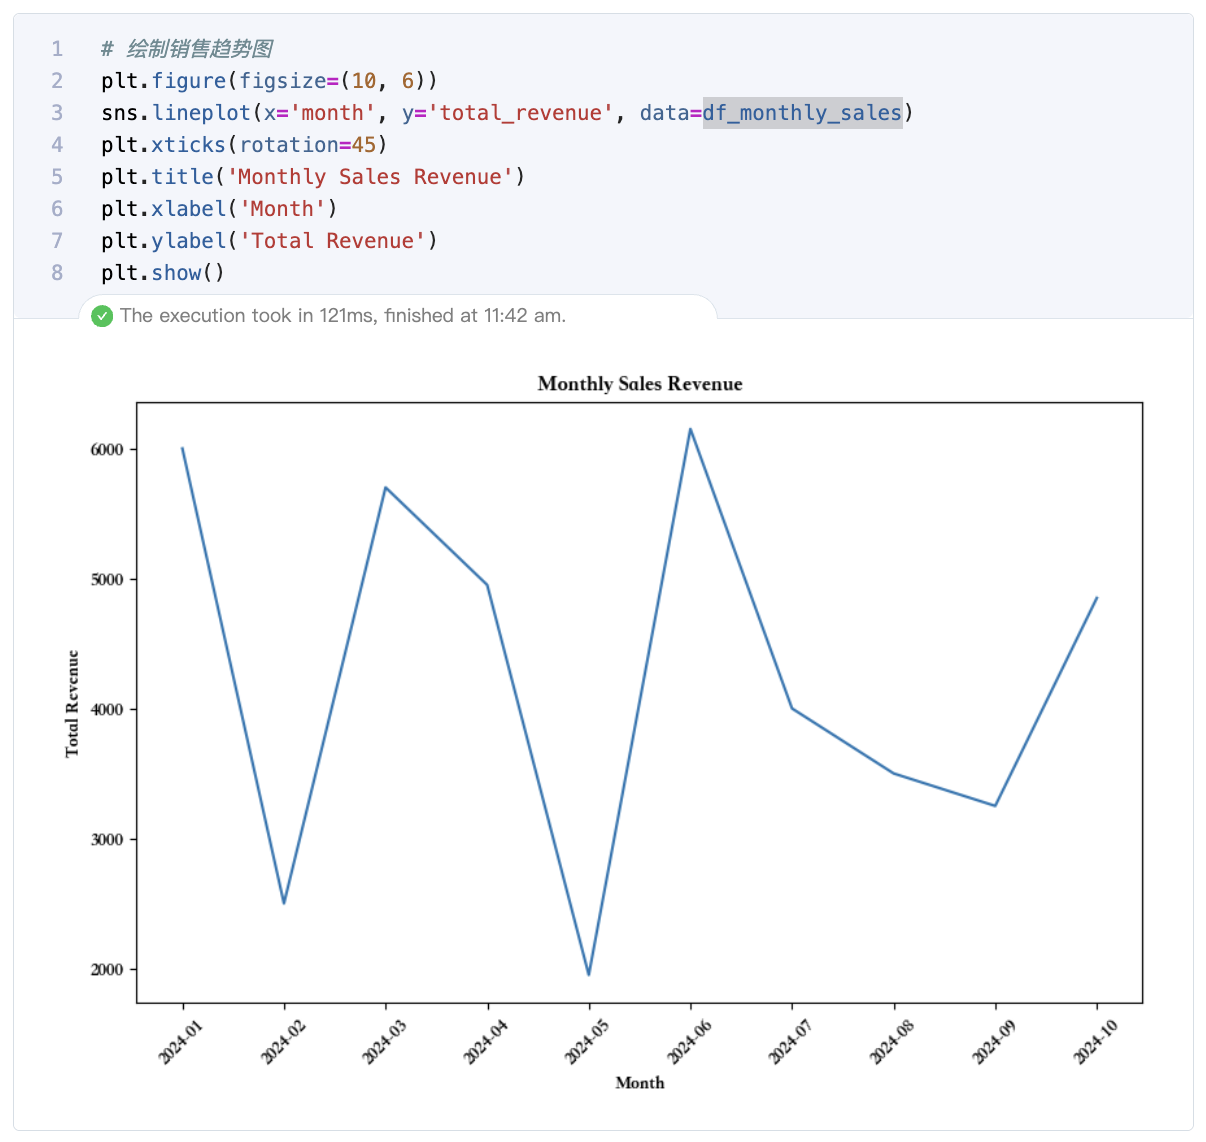 1 # 绘制销售趋势图
2 plt.figure(figsize=(10, 6))
3 sns.lineplot(x='month', y='total_revenue', data=df_monthly_sales)
4 plt.xticks(rotation=45)
5 plt.title('Monthly Sales Revenue')
6 plt.xlabel('Month')
7 plt.ylabel('Total Revenue')
8 plt.show()
The execution took in 121ms, finished at 11:42 am.
Monthly Sales Revenue
6000
5000
4000
3000
2000
Total Revenue
2024-01 2024-02 2024-03 2024-04 2024-05 2024-06 2024-07 2024-08 2024-09 2024-10
Month